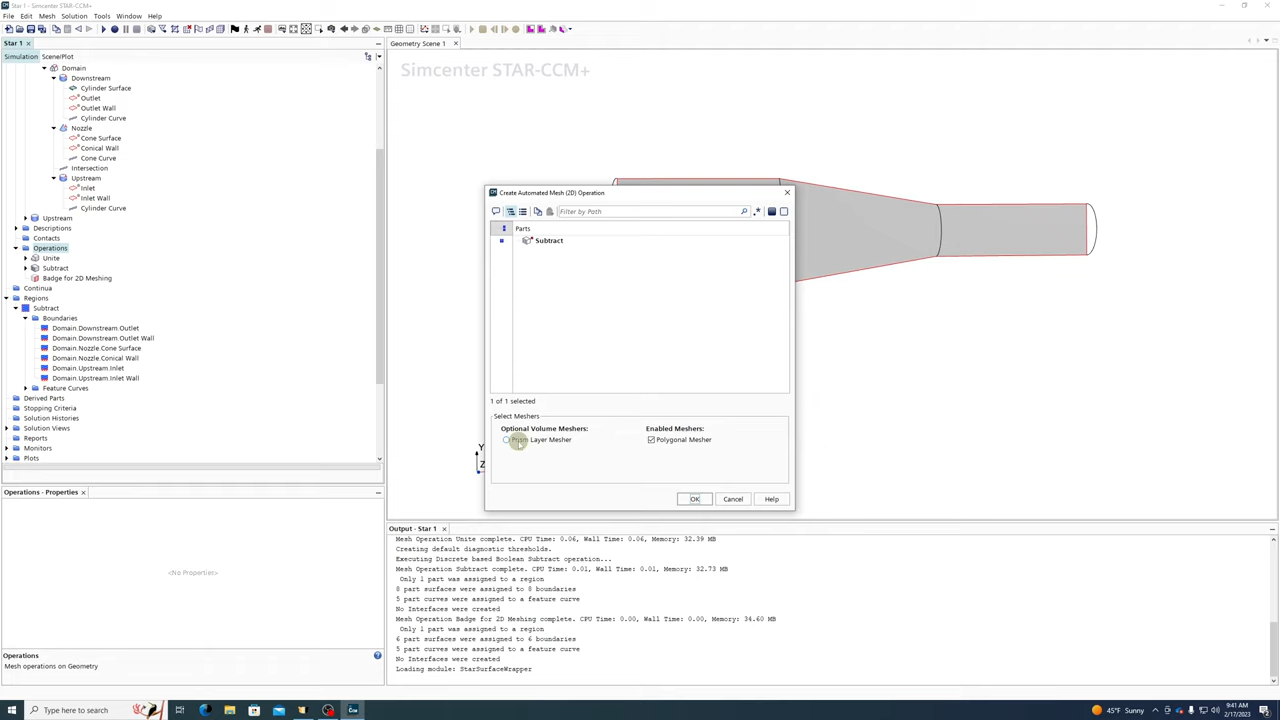 Star 1 - Simcenter STAR-CCM+
File Edit Mesh Solution Tools Window Help
Star 1
Geometry Scene 1
Simulation Scene/Plot
Simcenter STAR-CCM+
Domain
Downstream
Cylinder Surface
Outlet
Outlet Wall
Cylinder Curve
Nozzle
Cone Surface
Conical Wall
Cone Curve
Intersection
Upstream
Inlet
Inlet Wall
Cylinder Curve
Upstream
Descriptions
Contacts
Operations
Unite
Subtract
Badge for 2D Meshing
Continua
Regions
Subtract
Boundaries
Domain.Downstream.Outlet
Domain.Downstream.Outlet Wall
Domain.Nozzle.Cone Surface
Domain.Nozzle.Conical Wall
Domain.Upstream.Inlet
Domain.Upstream.Inlet Wall
Feature Curves
Derived Parts
Stopping Criteria
Solution Histories
Solution Views
Reports
Monitors
Plots
Create Automated Mesh (2D) Operation
Filter by Path
Parts
Subtract
1 of 1 selected
Select Meshers
Optional Volume Meshers: Enabled Meshers:
Prism Layer Mesher Polygonal Mesher
OK Cancel Help
Y
Z
Operations - Properties
<No Properties>
Operations
Mesh operations on Geometry
Output - Star 1
Mesh Operation Unite complete. CPU Time: 0.06, Wall Time: 0.06, Memory: 32.39 MB
Creating default diagnostic thresholds.
Executing Discrete based Boolean Subtract operation...
Mesh Operation Subtract complete. CPU Time: 0.01, Wall Time: 0.01, Memory: 32.73 MB
Only 1 part was assigned to a region
8 part surfaces were assigned to 8 boundaries
5 part curves were assigned to a feature curve
No Interfaces were created
Mesh Operation Badge for 2D Meshing complete. CPU Time: 0.00, Wall Time: 0.00, Memory: 34.60 MB
Only 1 part was assigned to a region
6 part surfaces were assigned to 6 boundaries
5 part curves were assigned to a feature curve
No Interfaces were created
Loading module: StarSurfaceWrapper
Type here to search
45°F Sunny
9:41 AM
2/17/2023